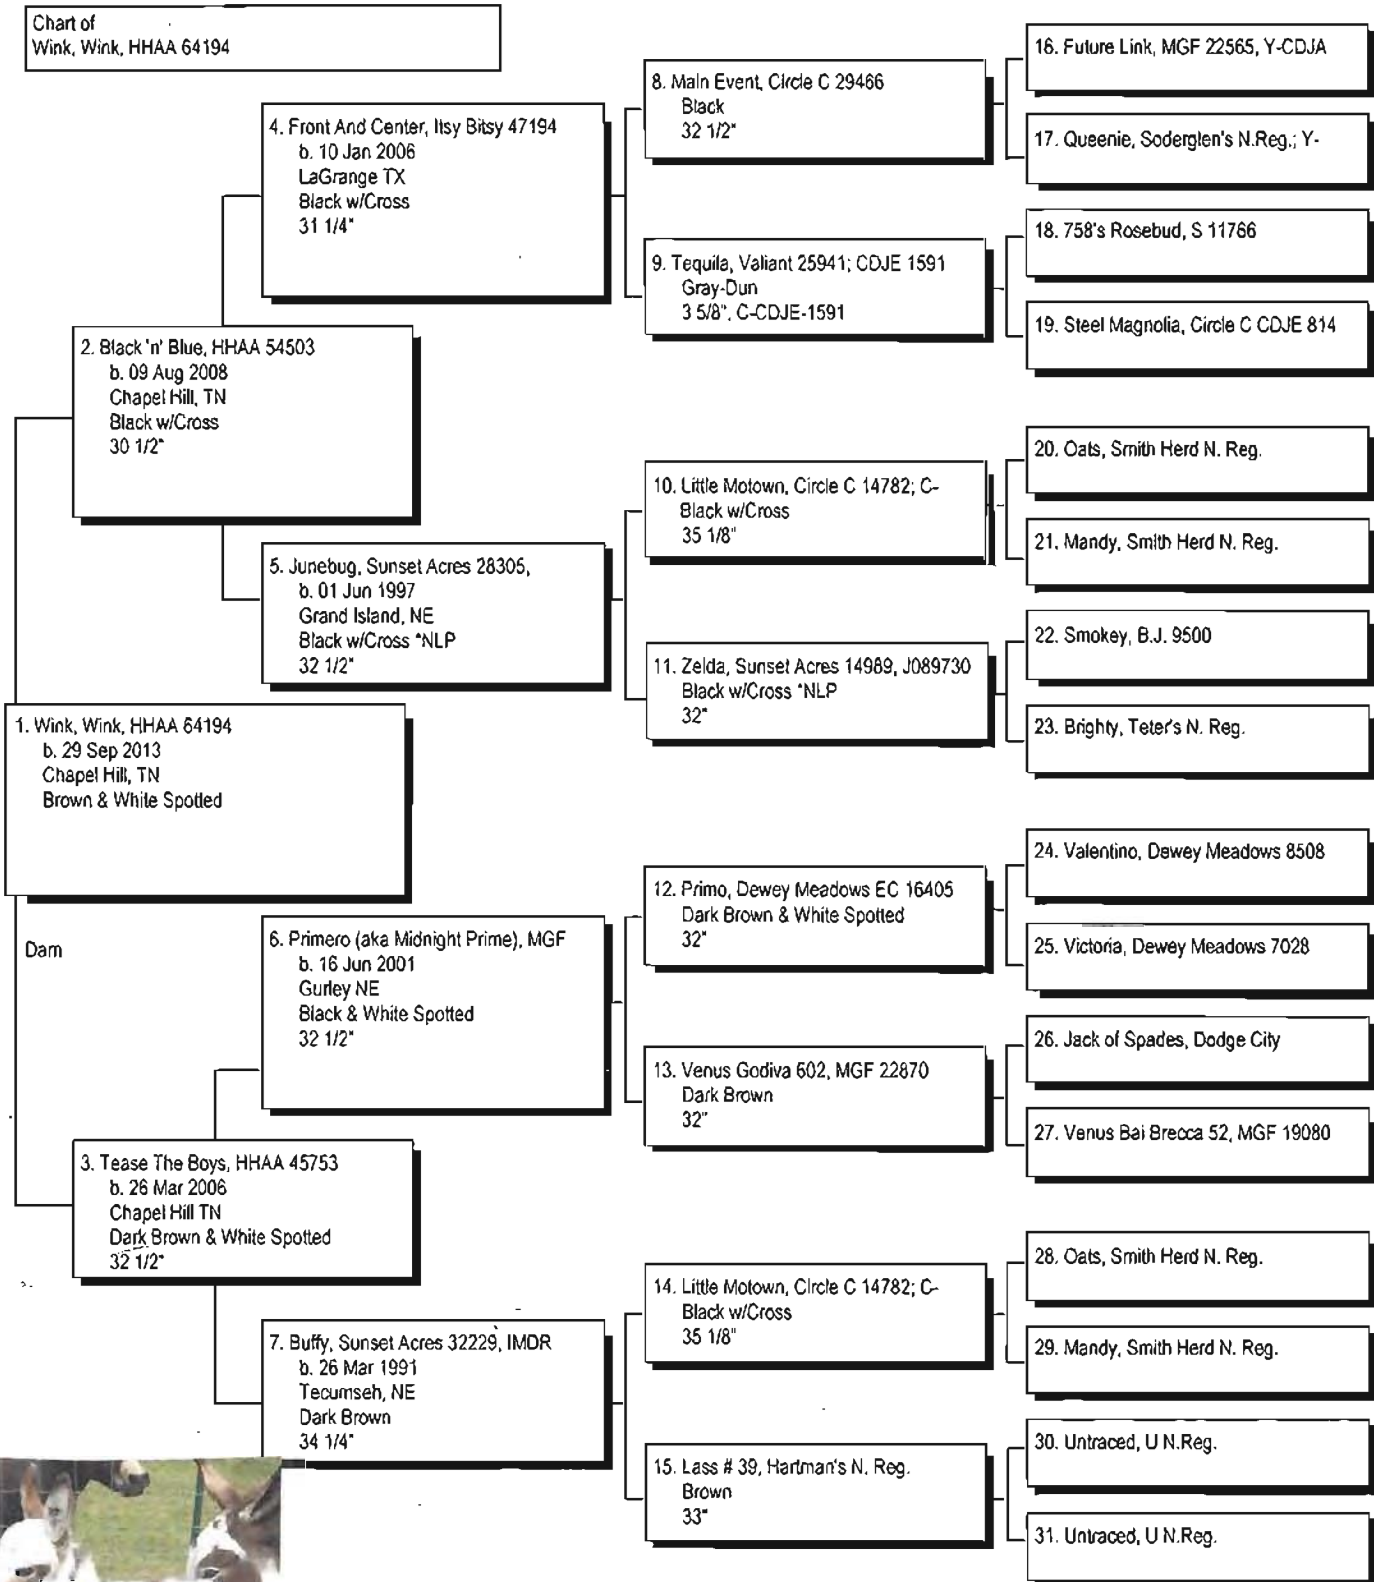 Chart of
Wink, Wink, HHAA 64194
1. Wink, Wink, HHAA 64194
b. 29 Sep 2013
Chapel Hill, TN
Brown & White Spotted
Dam
2. Black 'n' Blue, HHAA 54503
b. 09 Aug 2008
Chapel Hill, TN
Black w/Cross
30 1/2"
3. Tease The Boys, HHAA 45753
b. 26 Mar 2006
Chapel Hill TN
Dark Brown & White Spotted
32 1/2"
4. Front And Center, Itsy Bitsy 47194
b. 10 Jan 2006
LaGrange TX
Black w/Cross
31 1/4"
5. Junebug, Sunset Acres 28305,
b. 01 Jun 1997
Grand Island, NE
Black w/Cross *NLP
32 1/2"
6. Primero (aka Midnight Prime), MGF
b. 16 Jun 2001
Gurley NE
Black & White Spotted
32 1/2"
7. Buffy, Sunset Acres 32229, IMDR
b. 26 Mar 1991
Tecumseh, NE
Dark Brown
34 1/4"
8. Main Event, Circle C 29466
Black
32 1/2"
9. Tequila, Valiant 25941; CDJE 1591
Gray-Dun
3 5/8", C-CDJE-1591
10. Little Motown, Circle C 14782; C-
Black w/Cross
35 1/8"
11. Zelda, Sunset Acres 14989, J089730
Black w/Cross *NLP
32"
12. Primo, Dewey Meadows EC 16405
Dark Brown & White Spotted
32"
13. Venus Godiva 602, MGF 22870
Dark Brown
32"
14. Little Motown, Circle C 14782; C-
Black w/Cross
35 1/8"
15. Lass # 39, Hartman's N. Reg.
Brown
33"
16. Future Link, MGF 22565, Y-CDJA
17. Queenie, Soderglen's N.Reg.; Y-
18. 758's Rosebud, S 11766
19. Steel Magnolia, Circle C CDJE 814
20. Oats, Smith Herd N. Reg.
21. Mandy, Smith Herd N. Reg.
22. Smokey, B.J. 9500
23. Brighty, Teter's N. Reg.
24. Valentino, Dewey Meadows 8508
25. Victoria, Dewey Meadows 7028
26. Jack of Spades, Dodge City
27. Venus Bai Brecca 52, MGF 19080
28. Oats, Smith Herd N. Reg.
29. Mandy, Smith Herd N. Reg.
30. Untraced, U N.Reg.
31. Untraced, U N.Reg.